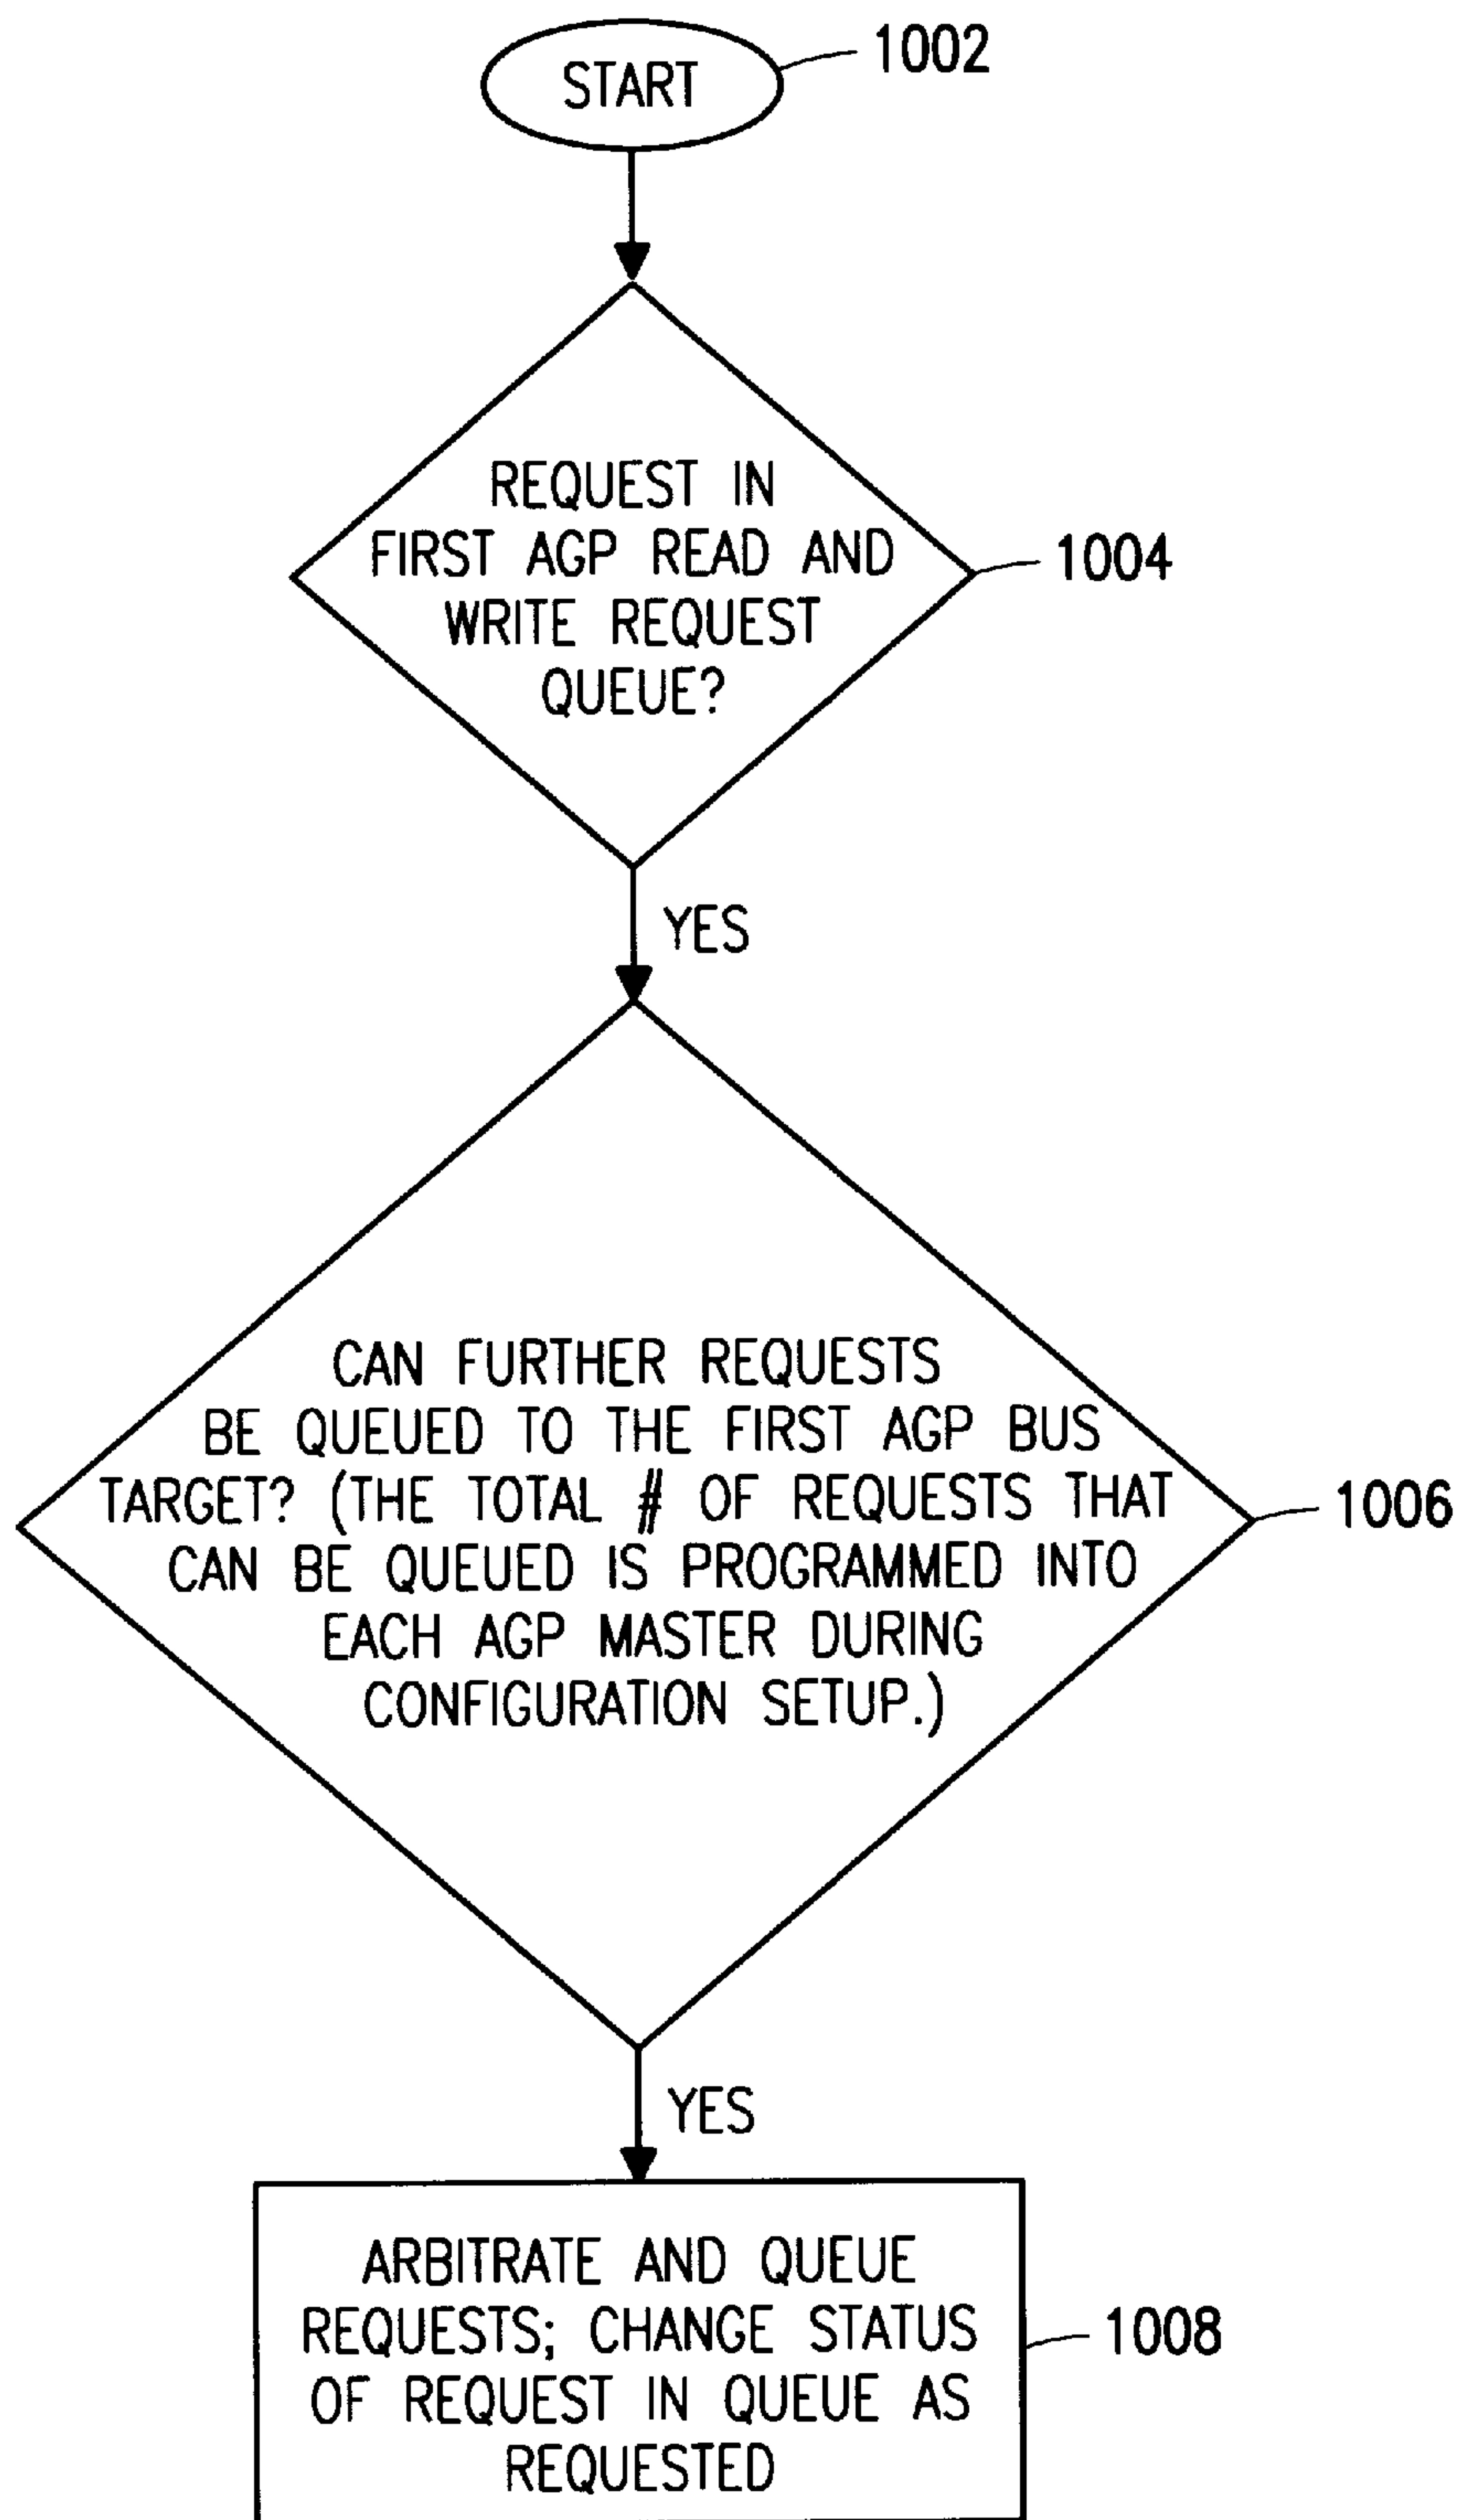 START
1002
REQUEST IN
FIRST AGP READ AND
WRITE REQUEST
QUEUE?
1004
YES
CAN FURTHER REQUESTS
BE QUEUED TO THE FIRST AGP BUS
TARGET? (THE TOTAL # OF REQUESTS THAT
CAN BE QUEUED IS PROGRAMMED INTO
EACH AGP MASTER DURING
CONFIGURATION SETUP.)
1006
YES
ARBITRATE AND QUEUE
REQUESTS; CHANGE STATUS
OF REQUEST IN QUEUE AS
REQUESTED
1008